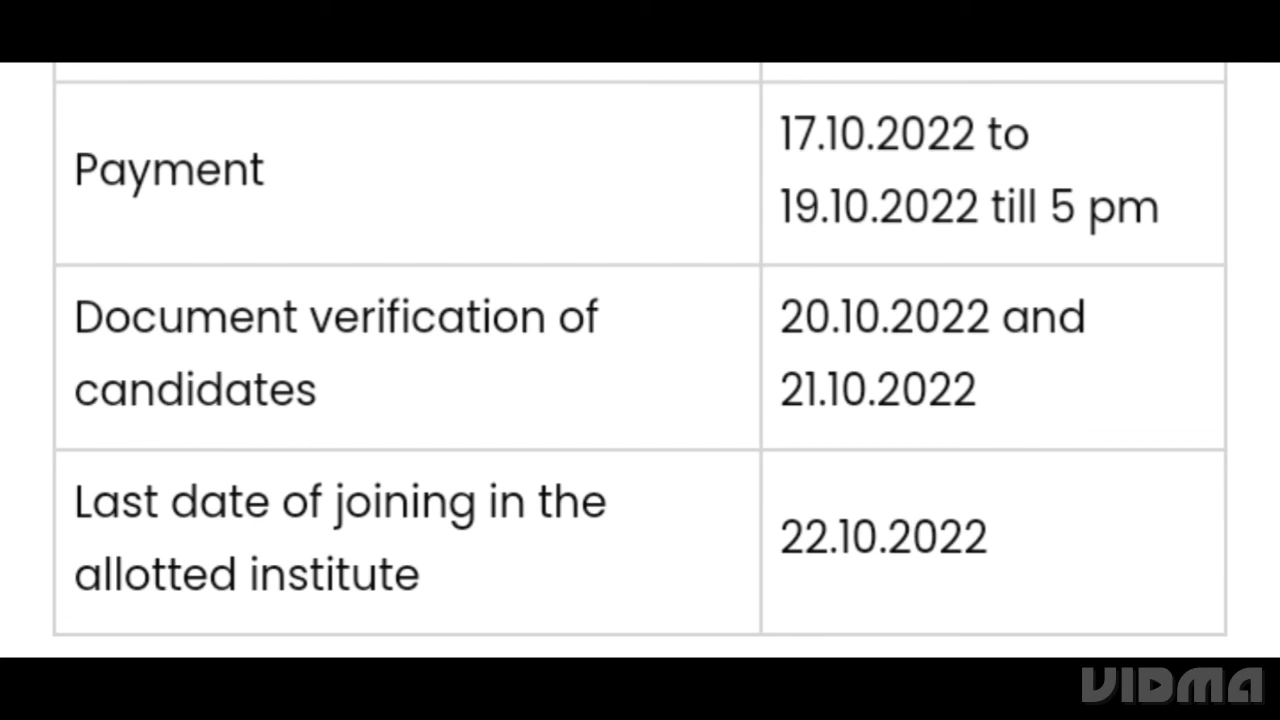 Payment
17.10.2022 to
19.10.2022 till 5 pm
Document verification of
candidates
20.10.2022 and
21.10.2022
Last date of joining in the
allotted institute
22.10.2022
VIDMA